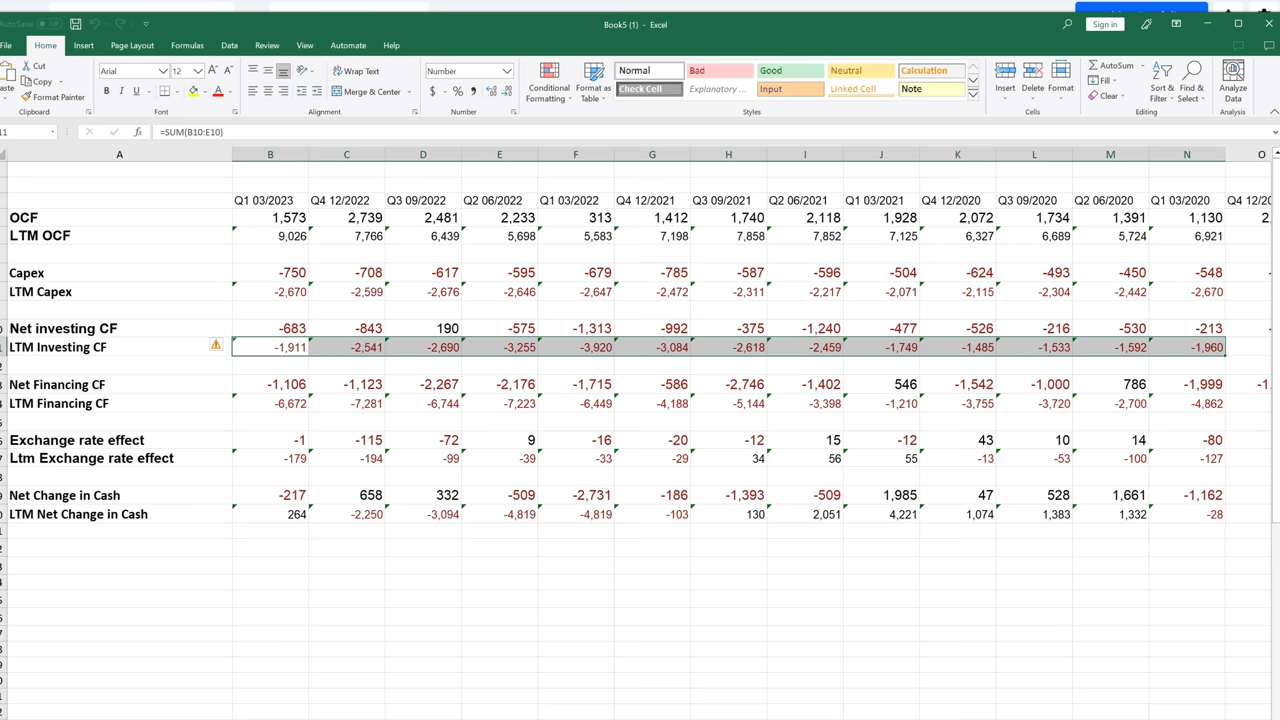 AutoSave Off
Book5 (1) - Excel
Sign in
File Home Insert Page Layout Formulas Data Review View Automate Help
Cut
Copy
Format Painter
Clipboard
Arial 12
B I U
Font
Wrap Text
Merge & Center
Alignment
Number
$ % ,
Number
Conditional Formatting
Format as Table
Normal Bad Good Neutral Calculation
Check Cell Explanatory ... Input Linked Cell Note
Styles
Insert Delete Format
Cells
AutoSum
Fill
Clear
Sort & Filter
Find & Select
Editing
Analyze Data
Analysis
fx =SUM(B10:E10)
A B C D E F G H I J K L M N O
Q1 03/2023 Q4 12/2022 Q3 09/2022 Q2 06/2022 Q1 03/2022 Q4 12/2021 Q3 09/2021 Q2 06/2021 Q1 03/2021 Q4 12/2020 Q3 09/2020 Q2 06/2020 Q1 03/2020 Q4 12/20
OCF 1,573 2,739 2,481 2,233 313 1,412 1,740 2,118 1,928 2,072 1,734 1,391 1,130 2,
LTM OCF 9,026 7,766 6,439 5,698 5,583 7,198 7,858 7,852 7,125 6,327 6,689 5,724 6,921
Capex -750 -708 -617 -595 -679 -785 -587 -596 -504 -624 -493 -450 -548 -
LTM Capex -2,670 -2,599 -2,676 -2,646 -2,647 -2,472 -2,311 -2,217 -2,071 -2,115 -2,304 -2,442 -2,670
Net investing CF -683 -843 190 -575 -1,313 -992 -375 -1,240 -477 -526 -216 -530 -213 -
LTM Investing CF -1,911 -2,541 -2,690 -3,255 -3,920 -3,084 -2,618 -2,459 -1,749 -1,485 -1,533 -1,592 -1,960
Net Financing CF -1,106 -1,123 -2,267 -2,176 -1,715 -586 -2,746 -1,402 546 -1,542 -1,000 786 -1,999 -1,
LTM Financing CF -6,672 -7,281 -6,744 -7,223 -6,449 -4,188 -5,144 -3,398 -1,210 -3,755 -3,720 -2,700 -4,862
Exchange rate effect -1 -115 -72 9 -16 -20 -12 15 -12 43 10 14 -80
Ltm Exchange rate effect -179 -194 -99 -39 -33 -29 34 56 55 -13 -53 -100 -127
Net Change in Cash -217 658 332 -509 -2,731 -186 -1,393 -509 1,985 47 528 1,661 -1,162
LTM Net Change in Cash 264 -2,250 -3,094 -4,819 -4,819 -103 130 2,051 4,221 1,074 1,383 1,332 -28